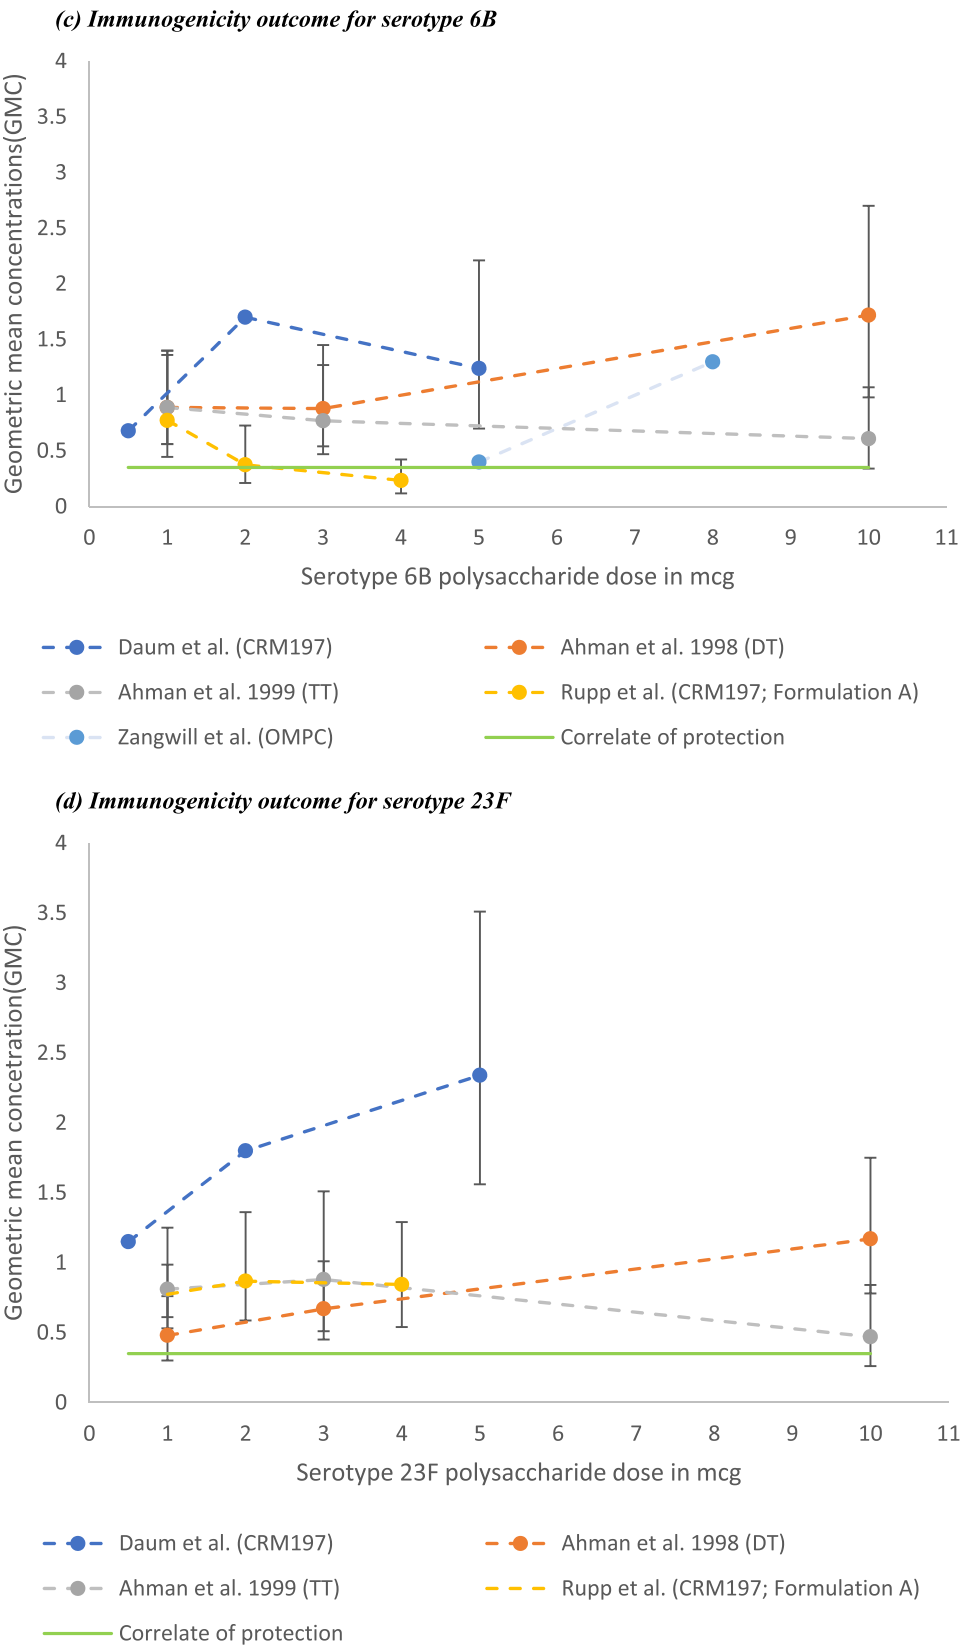 (c) Immunogenicity outcome for serotype 6B
Geometric mean concentrations(GMC)
4
3.5
3
2.5
2
1.5
1
0.5
0
0 1 2 3 4 5 6 7 8 9 10 11
Serotype 6B polysaccharide dose in mcg
Daum et al. (CRM197) Ahman et al. 1998 (DT)
Ahman et al. 1999 (TT) Rupp et al. (CRM197; Formulation A)
Zangwill et al. (OMPC) Correlate of protection
(d) Immunogenicity outcome for serotype 23F
Geometric mean concetration(GMC)
4
3.5
3
2.5
2
1.5
1
0.5
0
0 1 2 3 4 5 6 7 8 9 10 11
Serotype 23F polysaccharide dose in mcg
Daum et al. (CRM197) Ahman et al. 1998 (DT)
Ahman et al. 1999 (TT) Rupp et al. (CRM197; Formulation A)
Correlate of protection